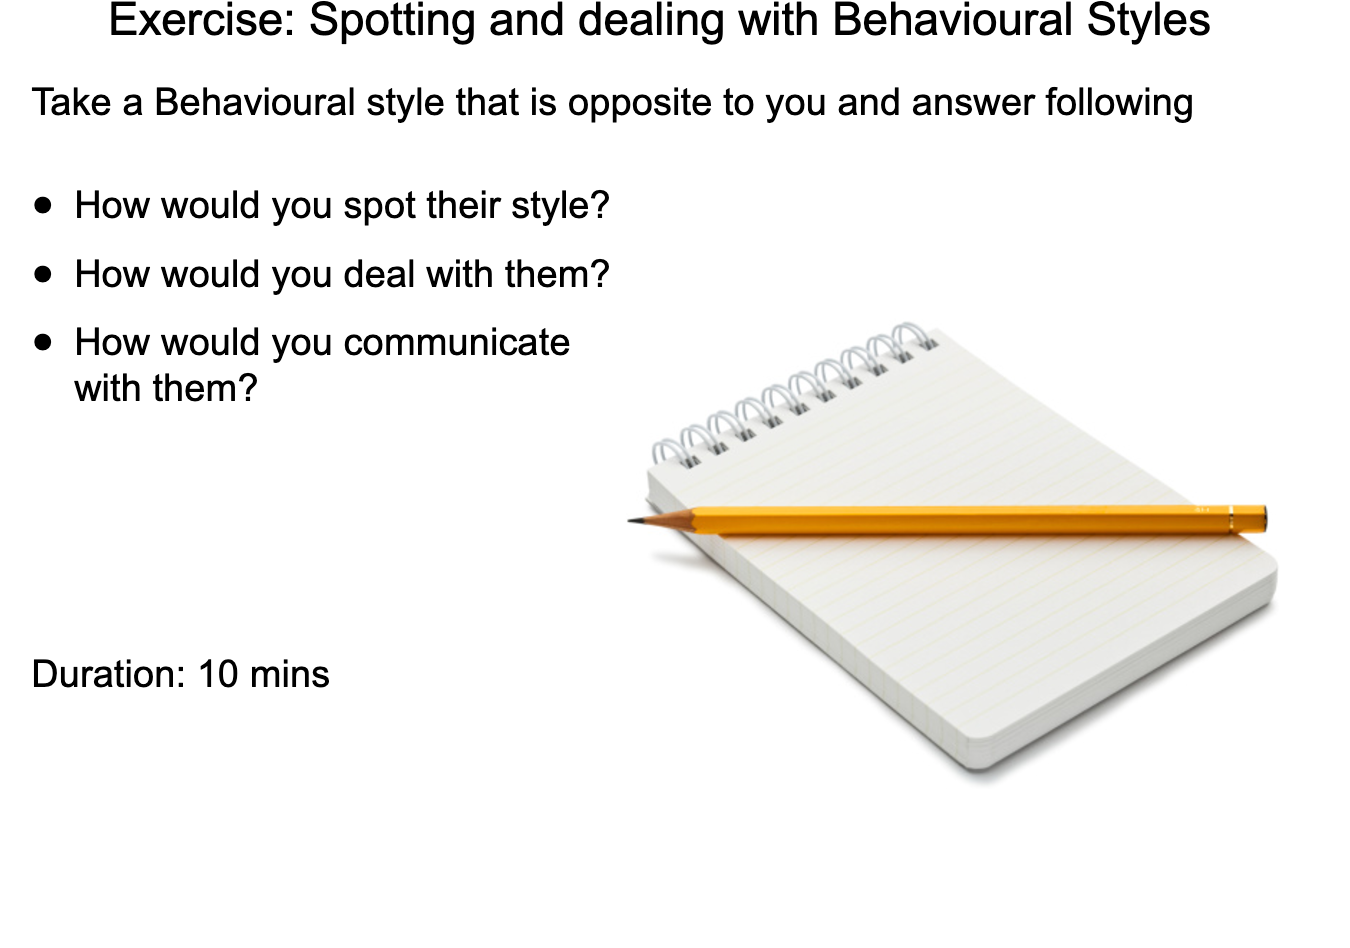 Exercise: Spotting and dealing with Behavioural Styles
Take a Behavioural style that is opposite to you and answer following
● How would you spot their style?
● How would you deal with them?
● How would you communicate
with them?
Duration: 10 mins